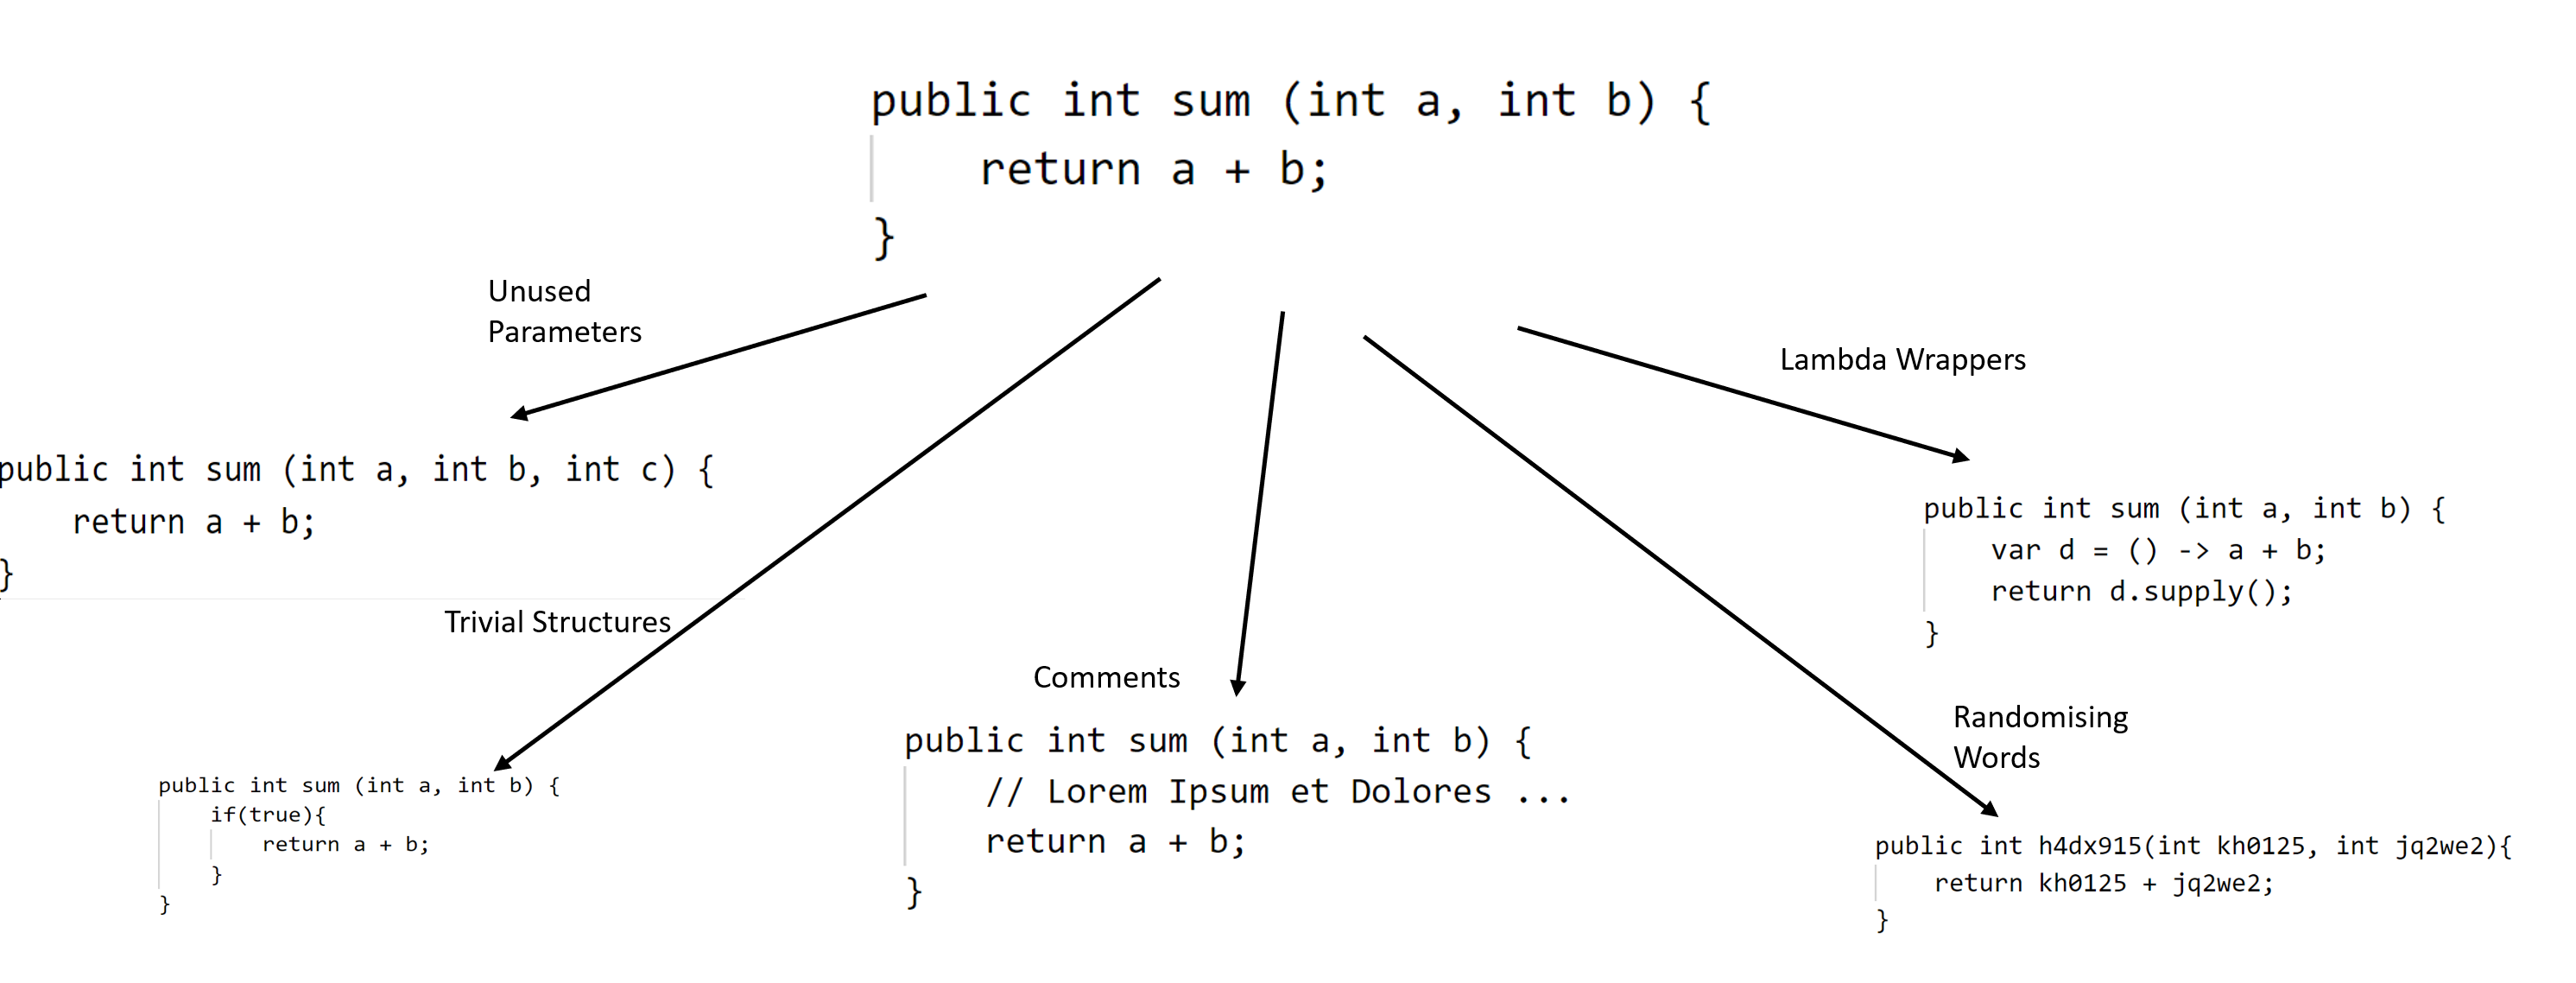 public int sum (int a, int b) {
return a + b;
}
Unused
Parameters
Lambda Wrappers
public int sum (int a, int b, int c) {
return a + b;
}
public int sum (int a, int b) {
var d = () -> a + b;
return d.supply();
}
Trivial Structures
Comments
Randomising
Words
public int sum (int a, int b) {
if(true){
return a + b;
}
}
public int sum (int a, int b) {
// Lorem Ipsum et Dolores ...
return a + b;
}
public int h4dx915(int kh0125, int jq2we2){
return kh0125 + jq2we2;
}